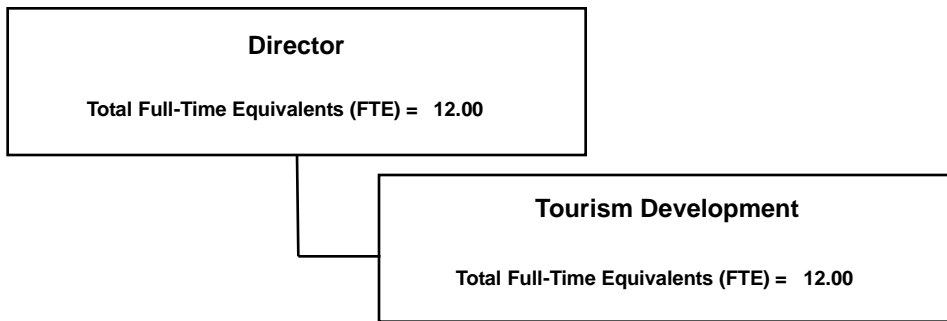 Director
Total Full-Time Equivalents (FTE) = 12.00
Tourism Development
Total Full-Time Equivalents (FTE) = 12.00